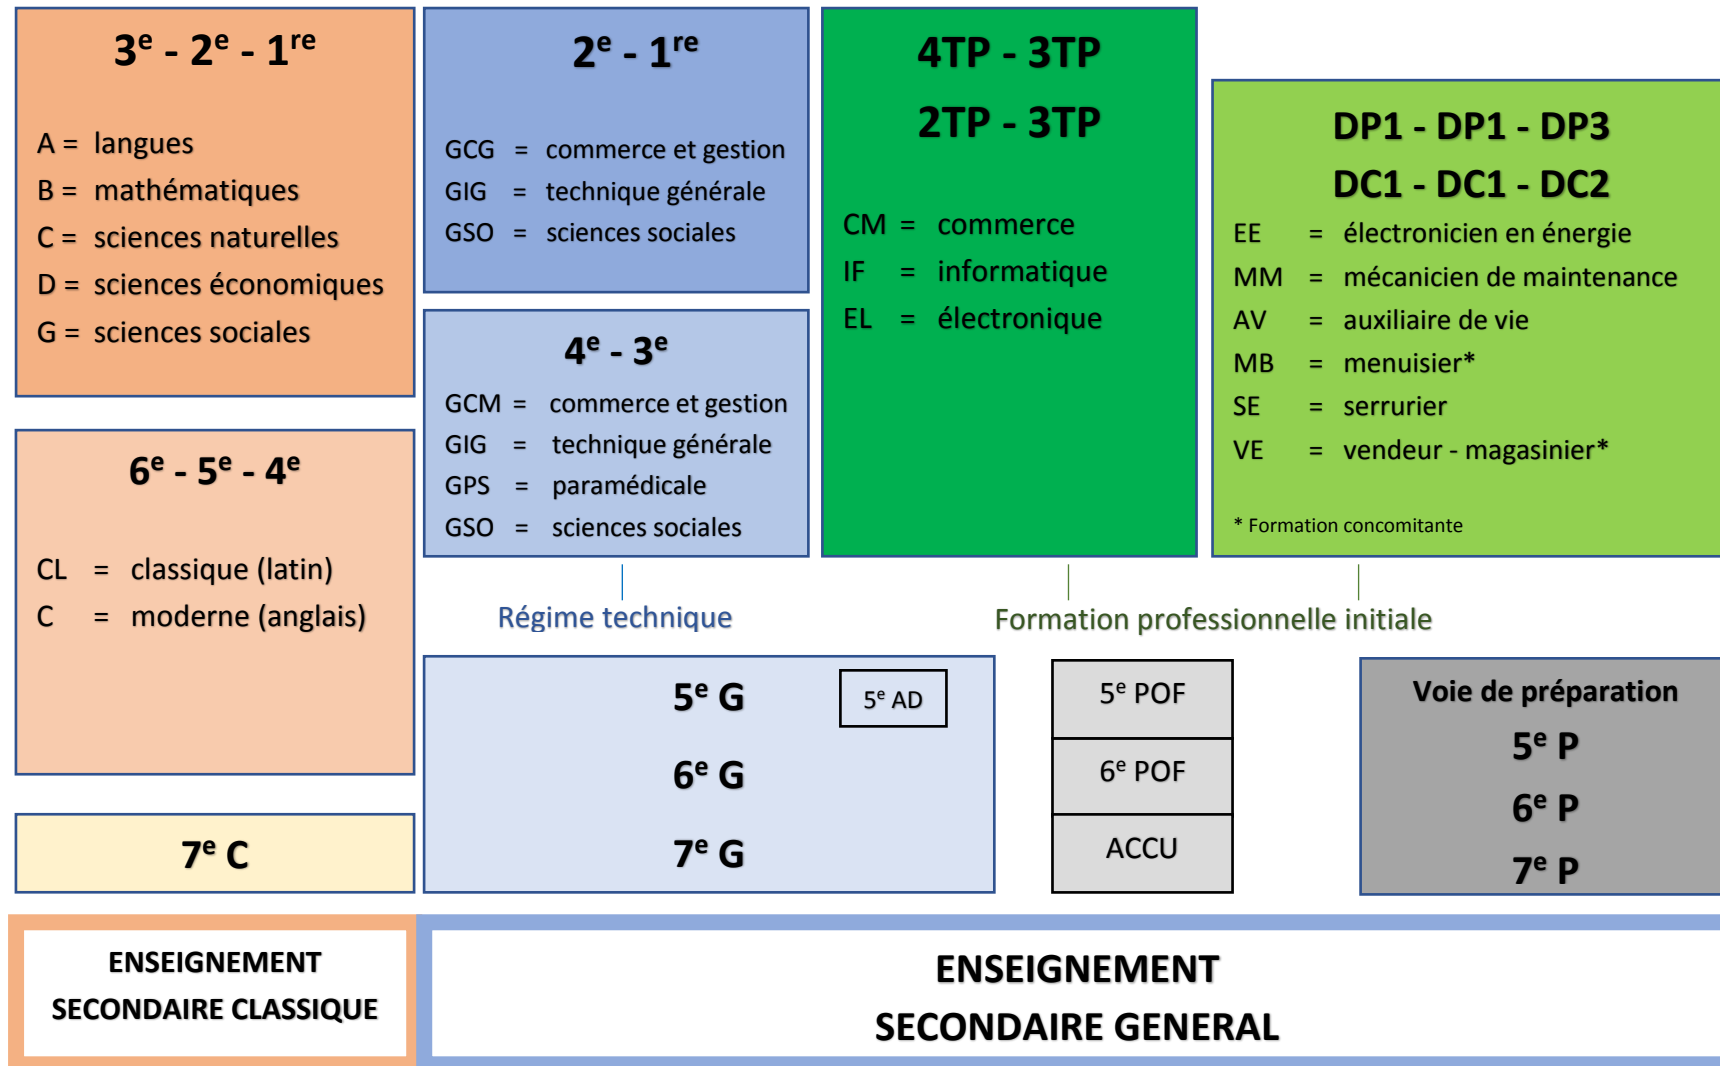 3e - 2e - 1re
A = langues
B = mathématiques
C = sciences naturelles
D = sciences économiques
G = sciences sociales
6e - 5e - 4e
CL = classique (latin)
C = moderne (anglais)
7e C
2e - 1re
GCG = commerce et gestion
GIG = technique générale
GSO = sciences sociales
4e - 3e
GCM = commerce et gestion
GIG = technique générale
GPS = paramédicale
GSO = sciences sociales
4TP - 3TP
2TP - 3TP
CM = commerce
IF = informatique
EL = électronique
DP1 - DP1 - DP3
DC1 - DC1 - DC2
EE = électronicien en énergie
MM = mécanicien de maintenance
AV = auxiliaire de vie
MB = menuisier*
SE = serrurier
VE = vendeur - magasinier*
* Formation concomitante
Régime technique
Formation professionnelle initiale
5e G
5e AD
6e G
7e G
5e POF
6e POF
ACCU
Voie de préparation
5e P
6e P
7e P
ENSEIGNEMENT
SECONDAIRE CLASSIQUE
ENSEIGNEMENT
SECONDAIRE GENERAL